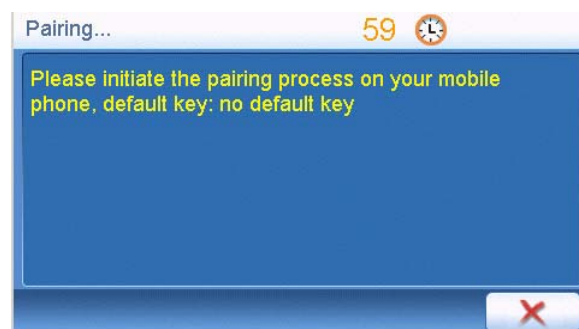 Pairing... 59
Please initiate the pairing process on your mobile
phone, default key: no default key